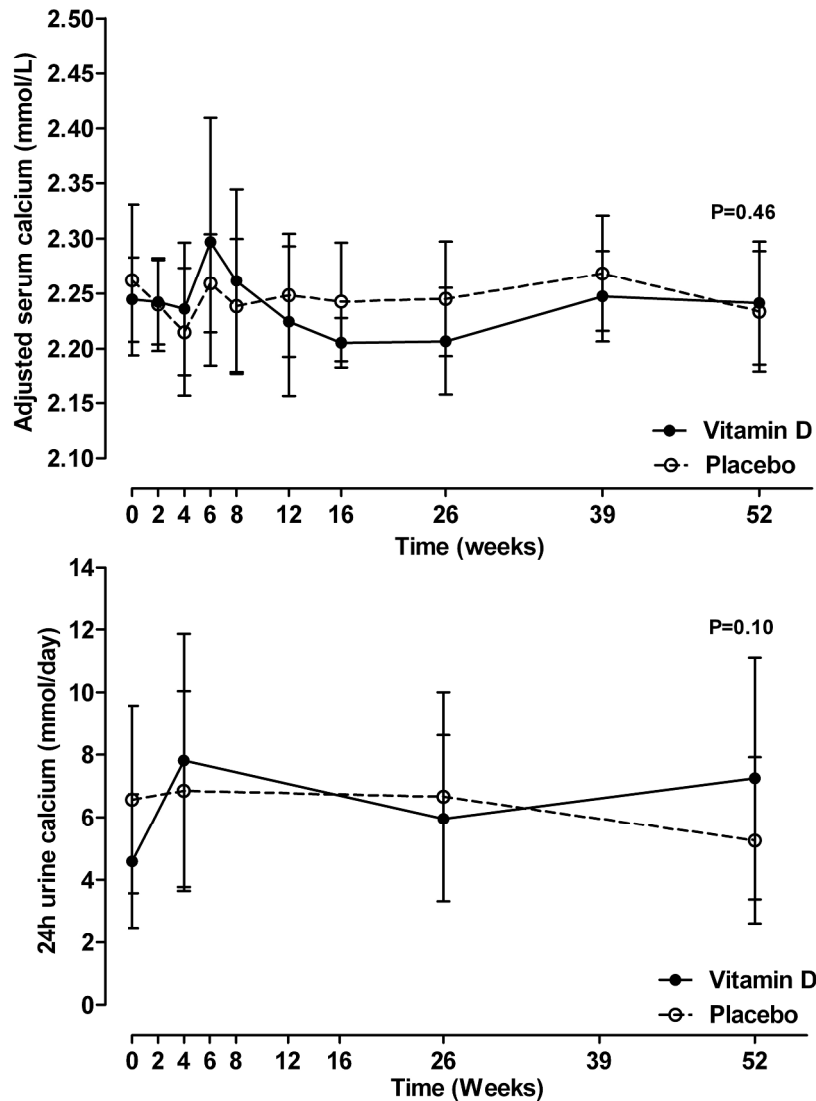 Adjusted serum calcium (mmol/L)
2.50
2.45
2.40
2.35
2.30
2.25
2.20
2.15
2.10
P=0.46
Vitamin D
Placebo
0 2 4 6 8 12 16 26 39 52
Time (weeks)
24h urine calcium (mmol/day)
14
12
10
8
6
4
2
0
P=0.10
Vitamin D
Placebo
0 2 4 6 8 12 16 26 39 52
Time (Weeks)